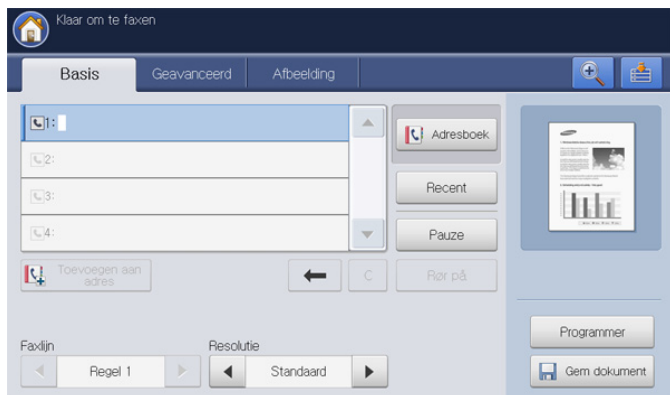 Klaar om te faxen
Basis
Geavanceerd
Afbeelding
1:
Adresboek
2:
3:
Recent
4:
Pauze
Toevoegen aan
adres
C
Rør på
Faxlijn
Resolutie
Regel 1
Standaard
Programmer
Gem dokument